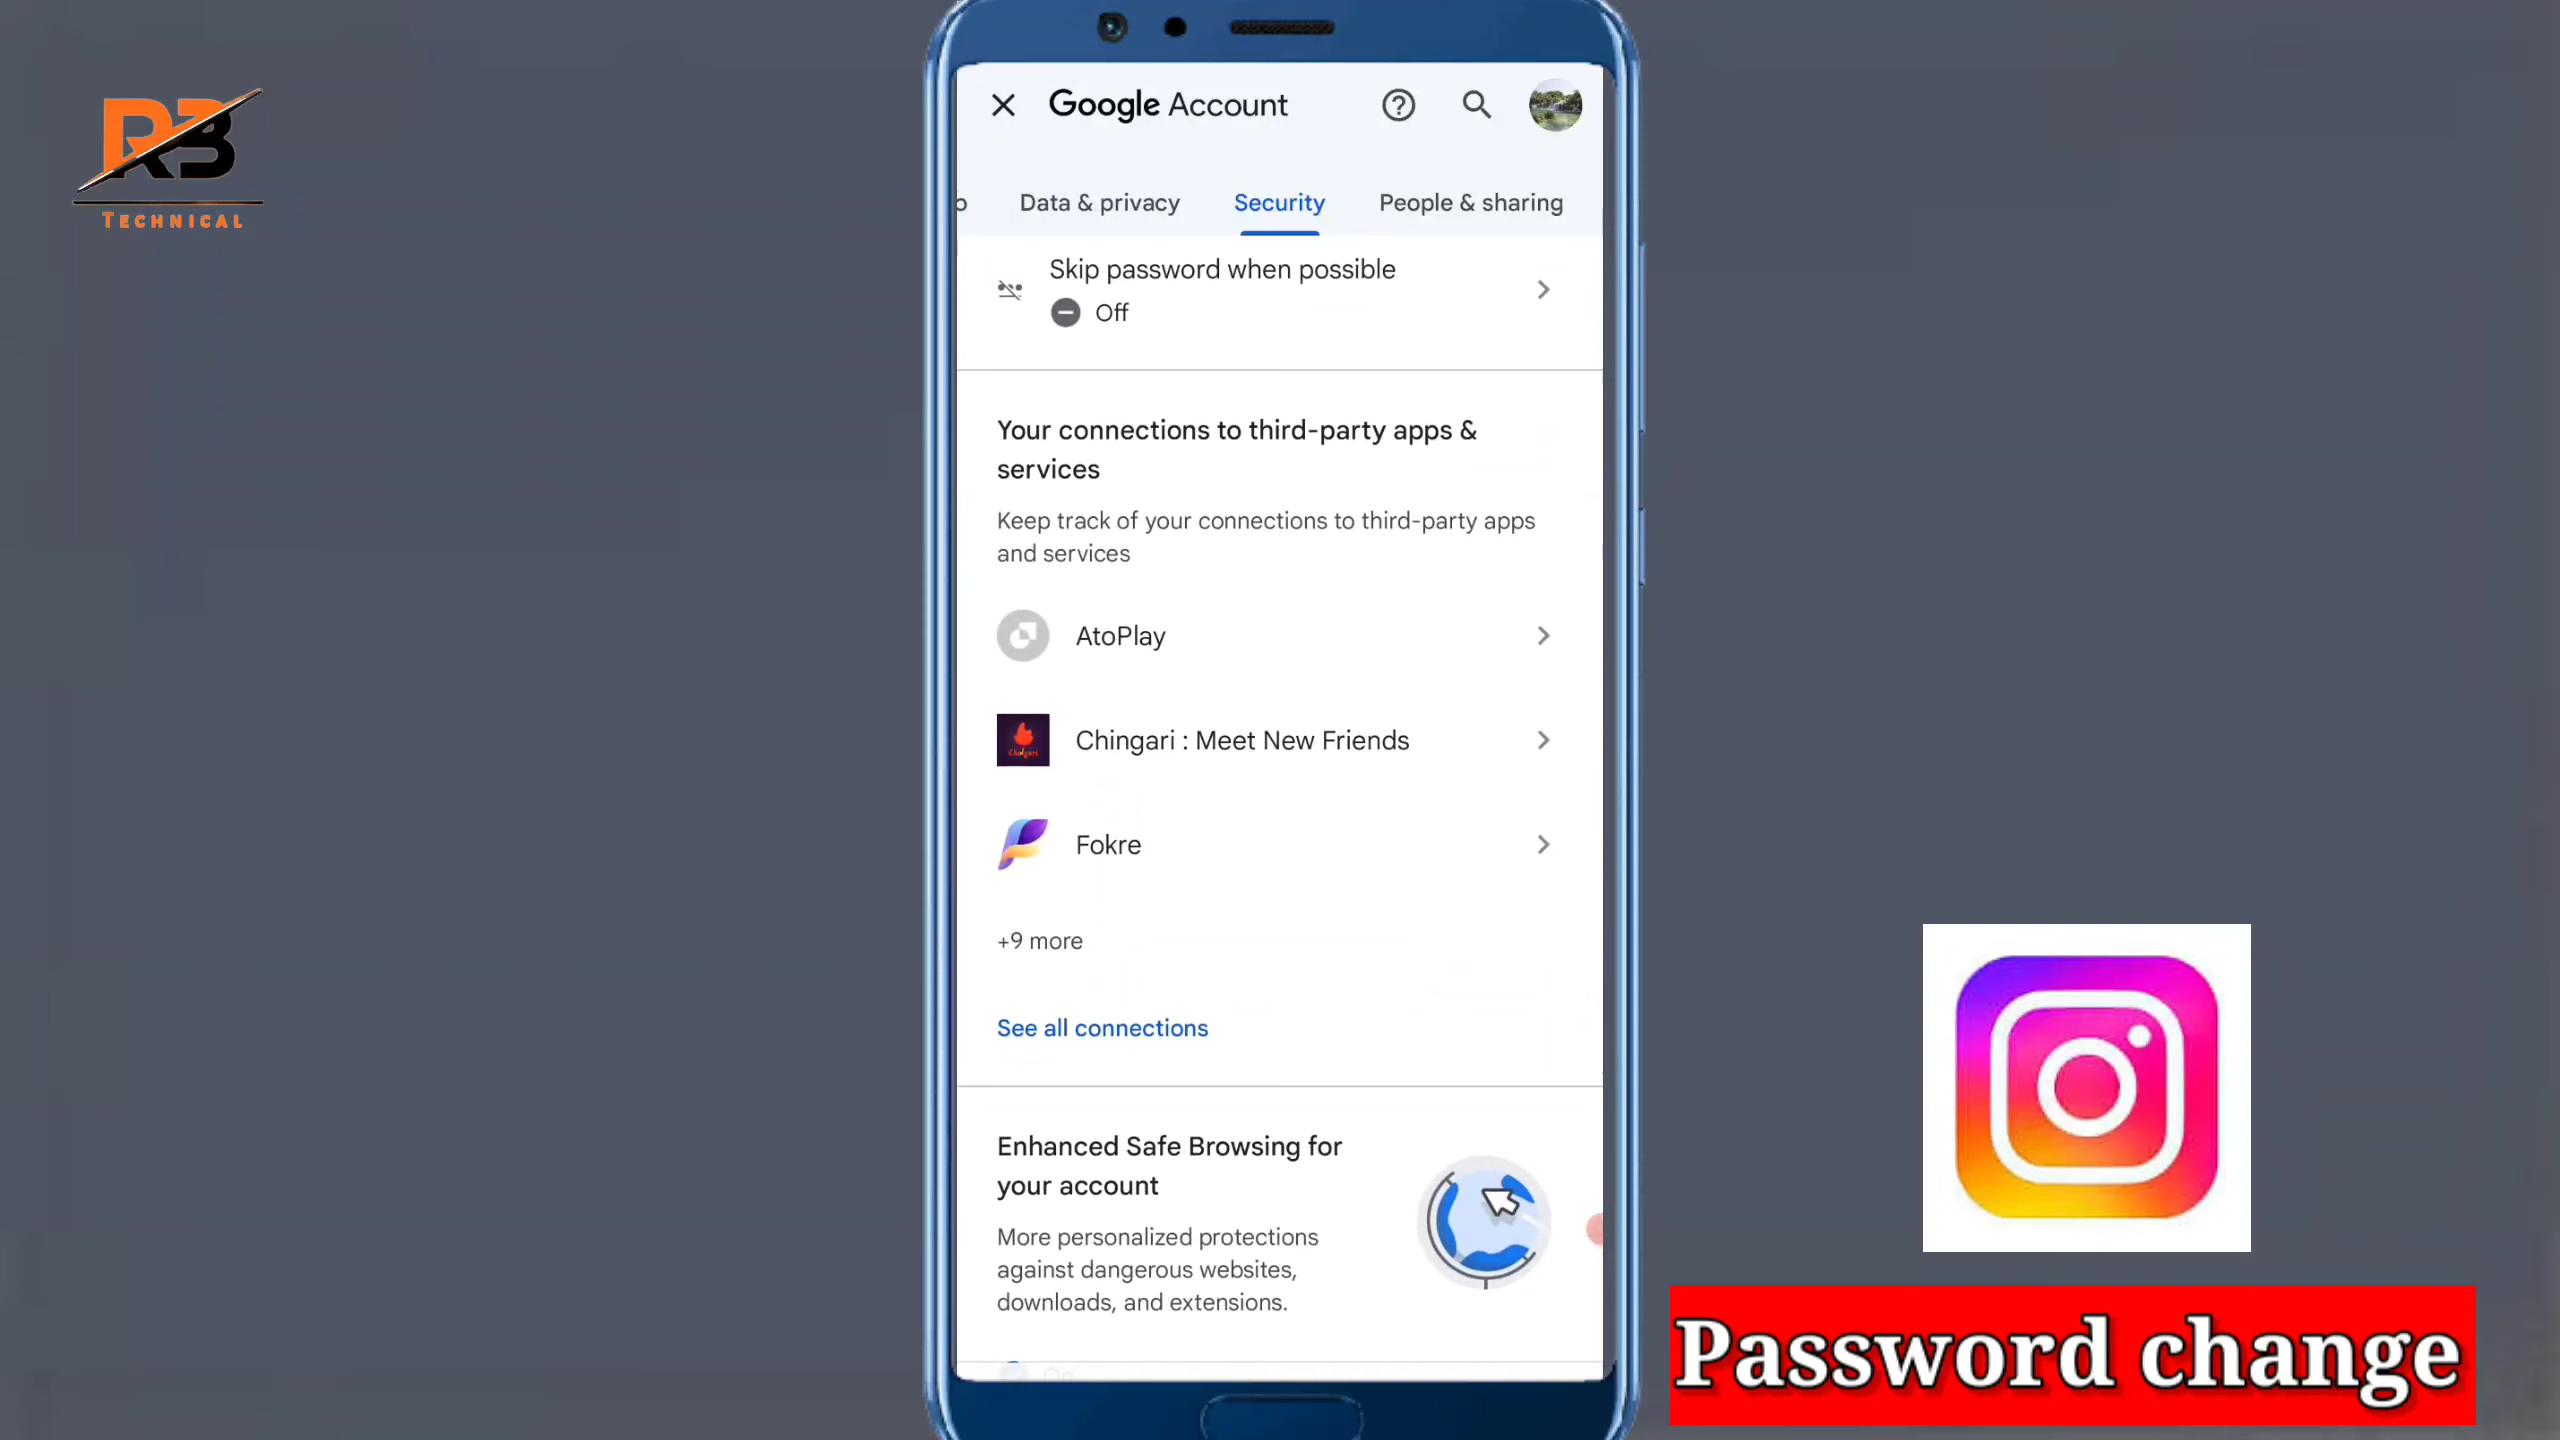 RB
TECHNICAL
Google Account
o Data & privacy Security People & sharing
Skip password when possible
Off
Your connections to third-party apps &
services
Keep track of your connections to third-party apps
and services
AtoPlay
Chingari
Chingari : Meet New Friends
Fokre
+9 more
See all connections
Enhanced Safe Browsing for
your account
More personalized protections
against dangerous websites,
downloads, and extensions.
Password change